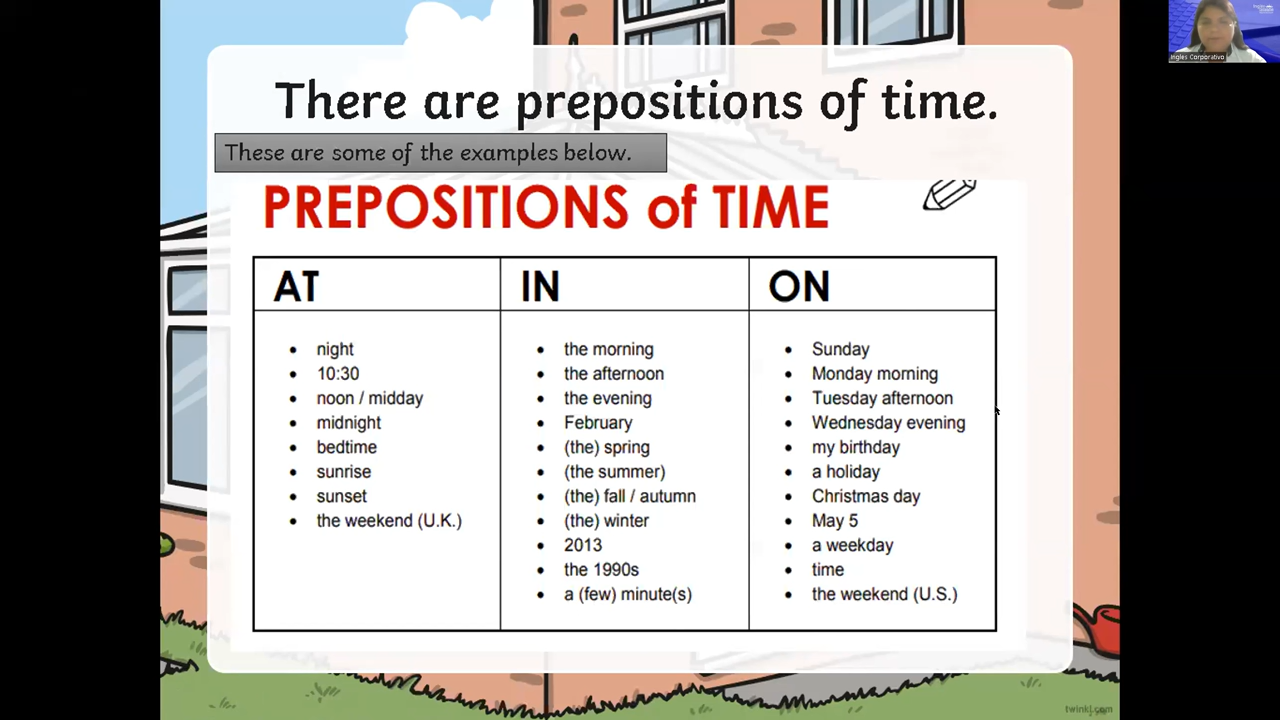 There are prepositions of time.
These are some of the examples below.
PREPOSITIONS of TIME
AT
night
10:30
noon / midday
midnight
bedtime
sunrise
sunset
the weekend (U.K.)
IN
the morning
the afternoon
the evening
February
(the) spring
(the summer)
(the) fall / autumn
(the) winter
2013
the 1990s
a (few) minute(s)
ON
Sunday
Monday morning
Tuesday afternoon
Wednesday evening
my birthday
a holiday
Christmas day
May 5
a weekday
time
the weekend (U.S.)
Ingles Corporativo
twinkl.com